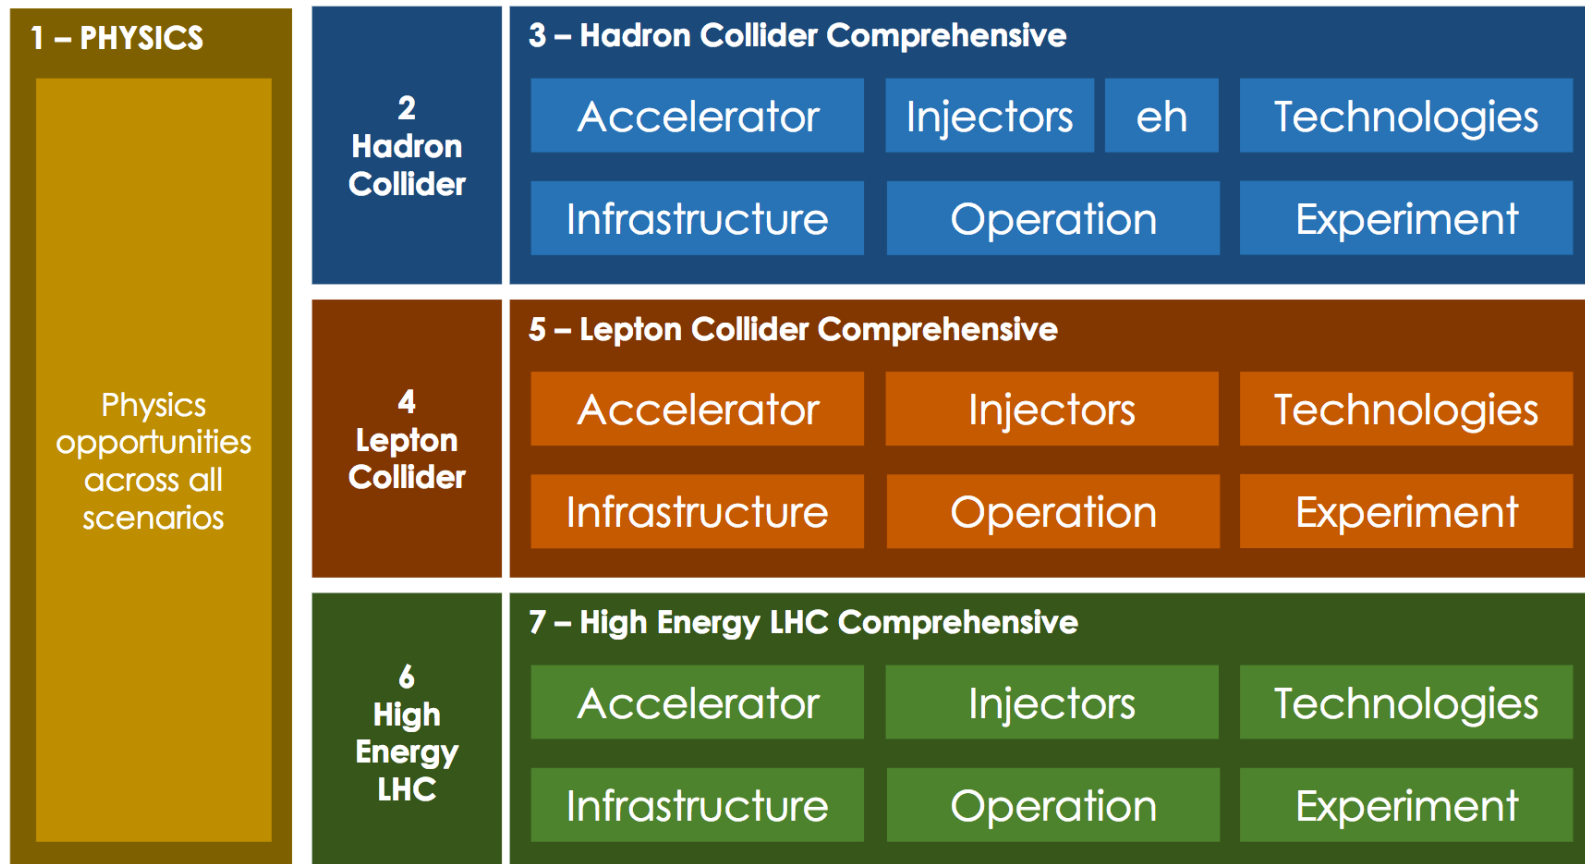 1 – PHYSICS
Physics
opportunities
across all
scenarios
2
Hadron
Collider
3 – Hadron Collider Comprehensive
Accelerator
Injectors
eh
Technologies
Infrastructure
Operation
Experiment
4
Lepton
Collider
5 – Lepton Collider Comprehensive
Accelerator
Injectors
Technologies
Infrastructure
Operation
Experiment
6
High
Energy
LHC
7 – High Energy LHC Comprehensive
Accelerator
Injectors
Technologies
Infrastructure
Operation
Experiment